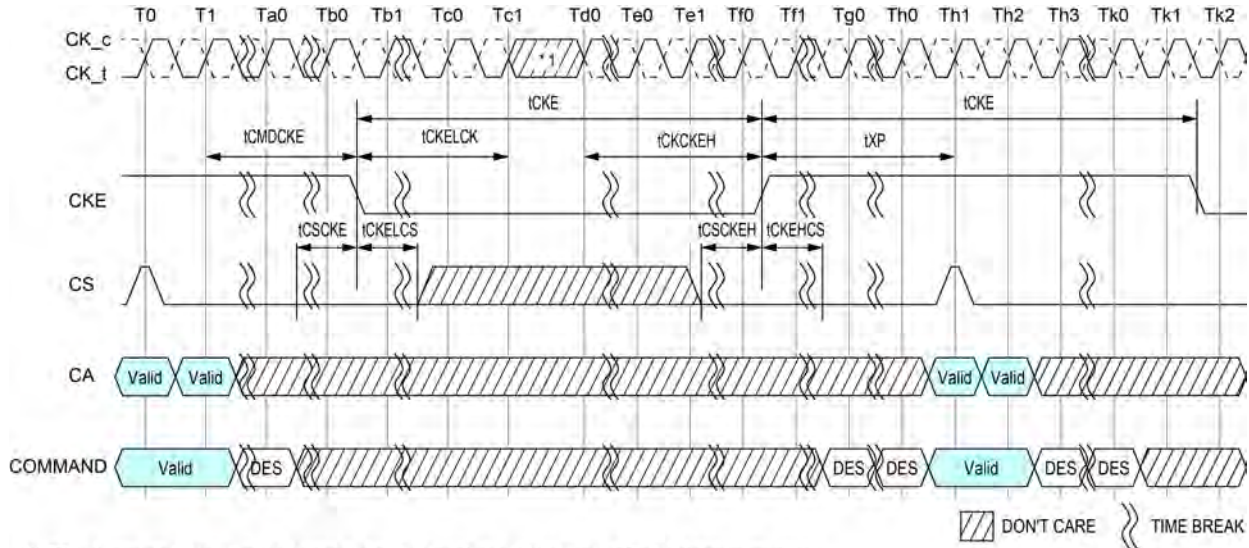 T0 T1 Ta0 Tb0 Tb1 Tc0 Tc1 Td0 Te0 Te1 Tf0 Tf1 Tg0 Th0 Th1 Th2 Th3 Tk0 Tk1 Tk2
CK_c
CK_t
*1
tCKE tCKE
tCMDCKE tCKELCK tCKCKEH tXP
CKE
tCSCKE tCKELCS tCSCKEH tCKEHCS
CS
CA Valid Valid Valid Valid
COMMAND Valid DES DES DES Valid DES DES
DON'T CARE TIME BREAK